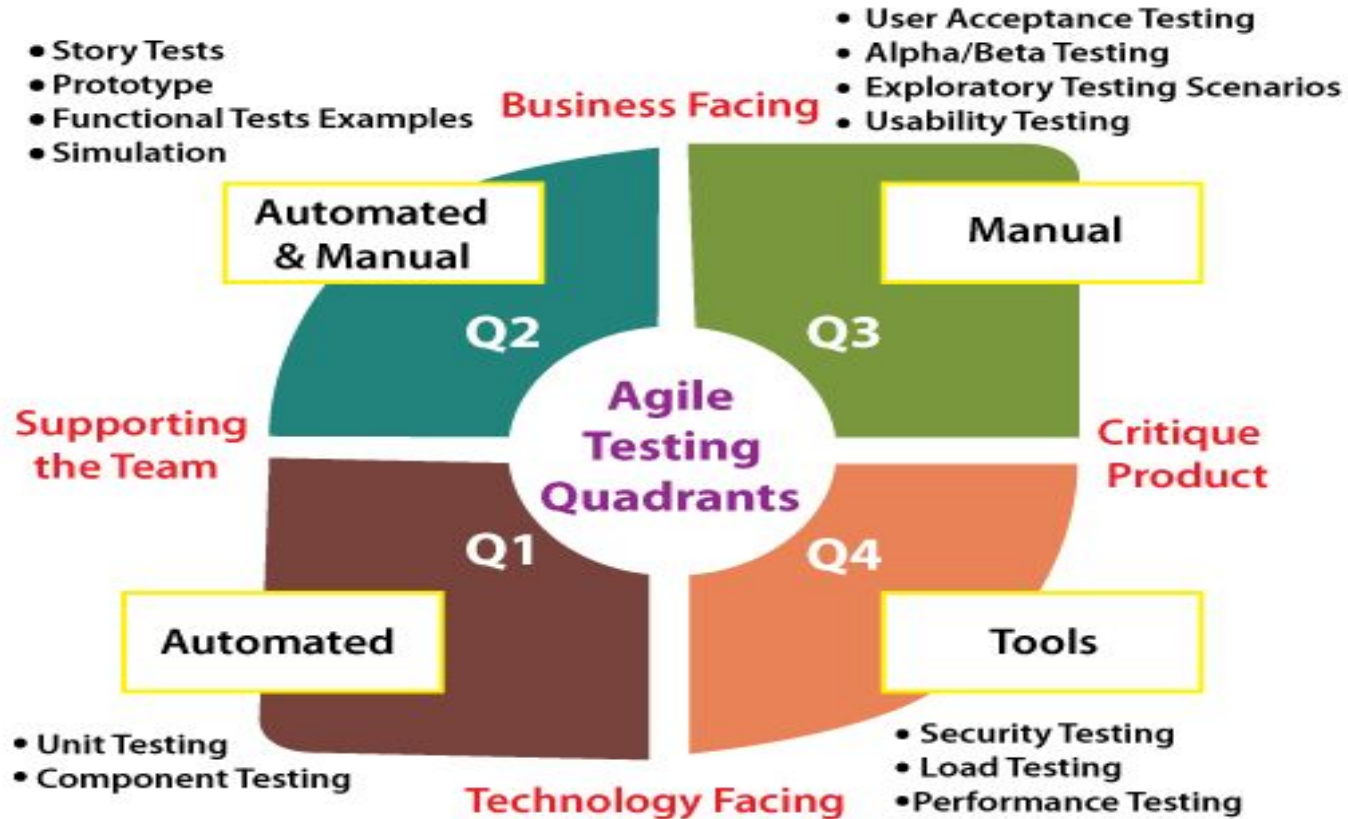 • Story Tests
• Prototype
• Functional Tests Examples
• Simulation
• User Acceptance Testing
• Alpha/Beta Testing
• Exploratory Testing Scenarios
• Usability Testing
Business Facing
Automated
& Manual
Manual
Q2
Q3
Supporting
the Team
Agile
Testing
Quadrants
Critique
Product
Q1
Q4
Automated
Tools
• Unit Testing
• Component Testing
Technology Facing
• Security Testing
• Load Testing
•Performance Testing